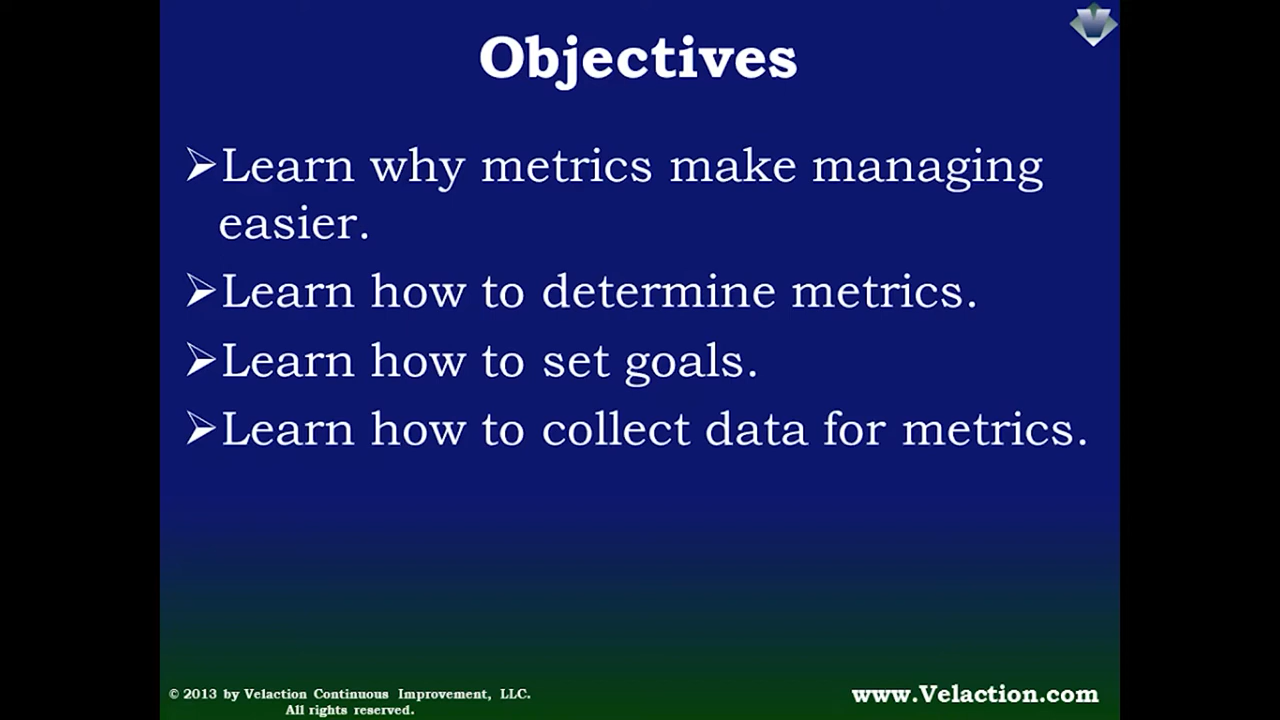 Objectives
➢Learn why metrics make managing
easier.
➢Learn how to determine metrics.
➢Learn how to set goals.
➢Learn how to collect data for metrics.
© 2013 by Velaction Continuous Improvement, LLC.
All rights reserved.
www.Velaction.com